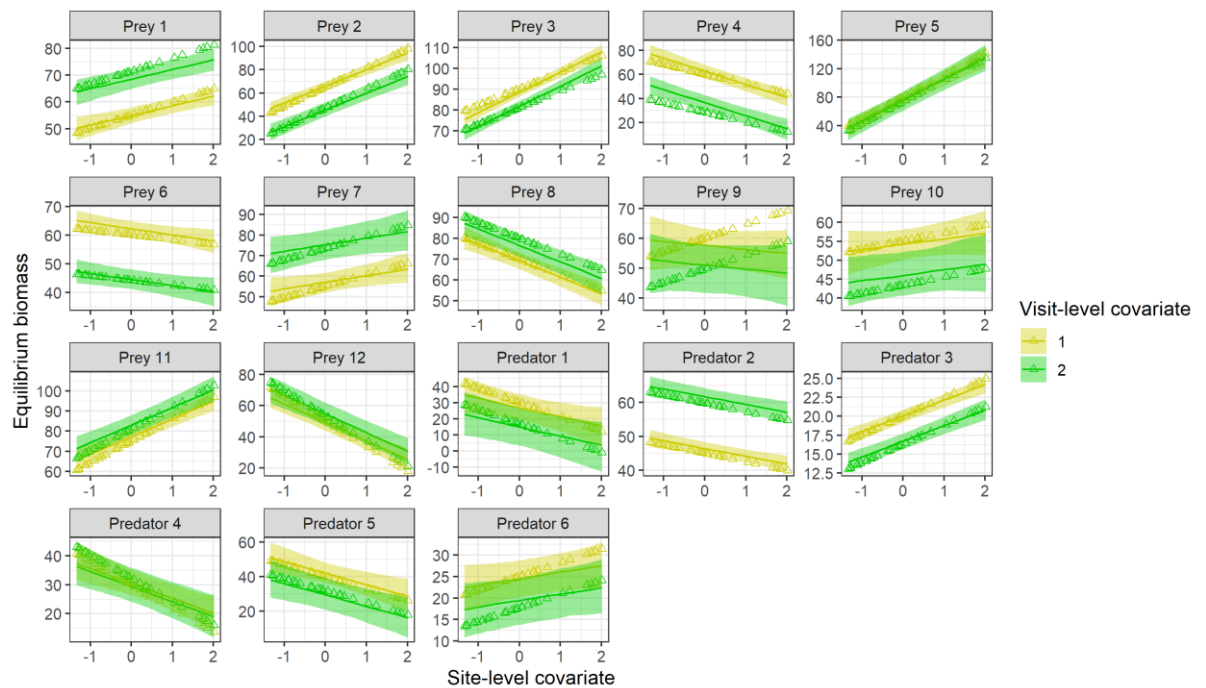 Prey 1 Prey 2 Prey 3 Prey 4 Prey 5
80 70 60 50
100 80 60 40 20
110 100 90 80 70
80 60 40 20
160 120 80 40
-1 0 1 2 -1 0 1 2 -1 0 1 2 -1 0 1 2 -1 0 1 2
Prey 6 Prey 7 Prey 8 Prey 9 Prey 10
70 60 50 40
90 80 70 60 50
90 80 70 60 50
70 60 50 40
60 55 50 45 40
-1 0 1 2 -1 0 1 2 -1 0 1 2 -1 0 1 2 -1 0 1 2
Prey 11 Prey 12 Predator 1 Predator 2 Predator 3
100 90 80 70 60
80 60 40 20
40 30 20 10 0 -10
60 50 40
25.0 22.5 20.0 17.5 15.0 12.5
-1 0 1 2 -1 0 1 2 -1 0 1 2 -1 0 1 2 -1 0 1 2
Predator 4 Predator 5 Predator 6
40 30 20
60 40 20
30 25 20 15 10
-1 0 1 2 -1 0 1 2 -1 0 1 2
Equilibrium biomass
Site-level covariate
Visit-level covariate
1
2